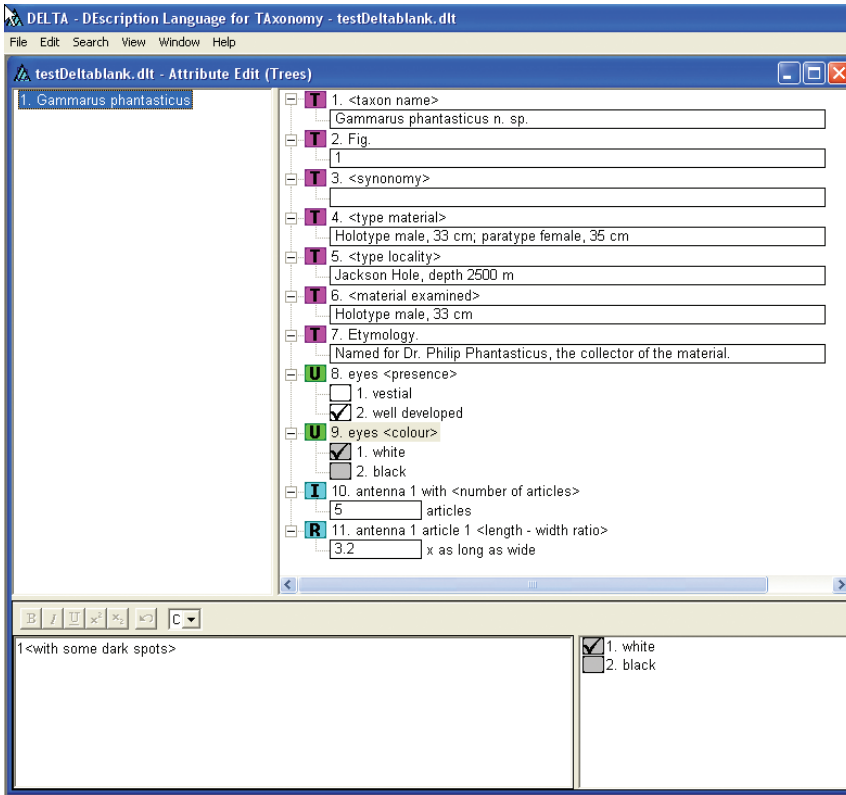 DELTA - DEscription Language for TAxonomy - testDeltablank.dlt
File Edit Search View Window Help
testDeltablank.dlt - Attribute Edit (Trees)
1. Gammarus phantasticus
T 1. <taxon name>
Gammarus phantasticus n. sp.
T 2. Fig.
1
T 3. <synonomy>
T 4. <type material>
Holotype male, 33 cm; paratype female, 35 cm
T 5. <type locality>
Jackson Hole, depth 2500 m
T 6. <material examined>
Holotype male, 33 cm
T 7. Etymology.
Named for Dr. Philip Phantasticus, the collector of the material.
U 8. eyes <presence>
1. vestial
2. well developed
U 9. eyes <colour>
1. white
2. black
I 10. antenna 1 with <number of articles>
5 articles
R 11. antenna 1 article 1 <length - width ratio>
3.2 x as long as wide
B I U x² x₂ C
1<with some dark spots>
1. white
2. black